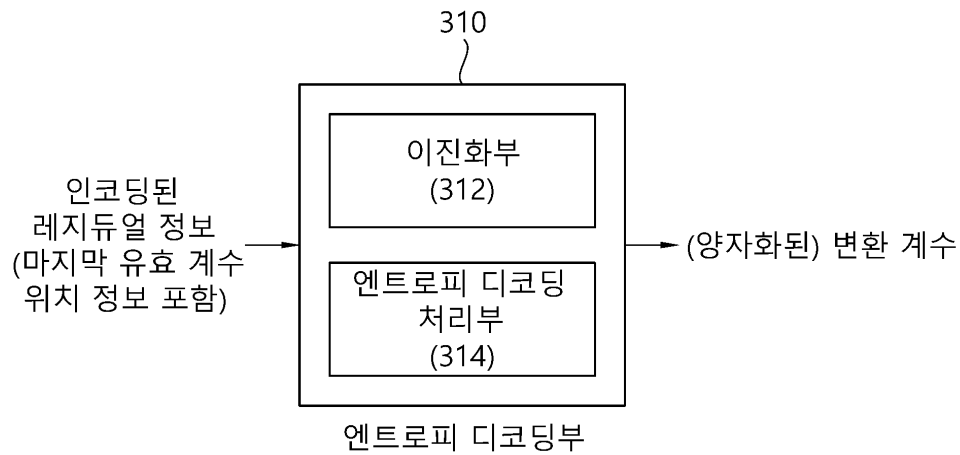 310
이진화부
(312)
인코딩된
레지듀얼 정보
(마지막 유효 계수
위치 정보 포함)
엔트로피 디코딩
처리부
(314)
(양자화된) 변환 계수
엔트로피 디코딩부